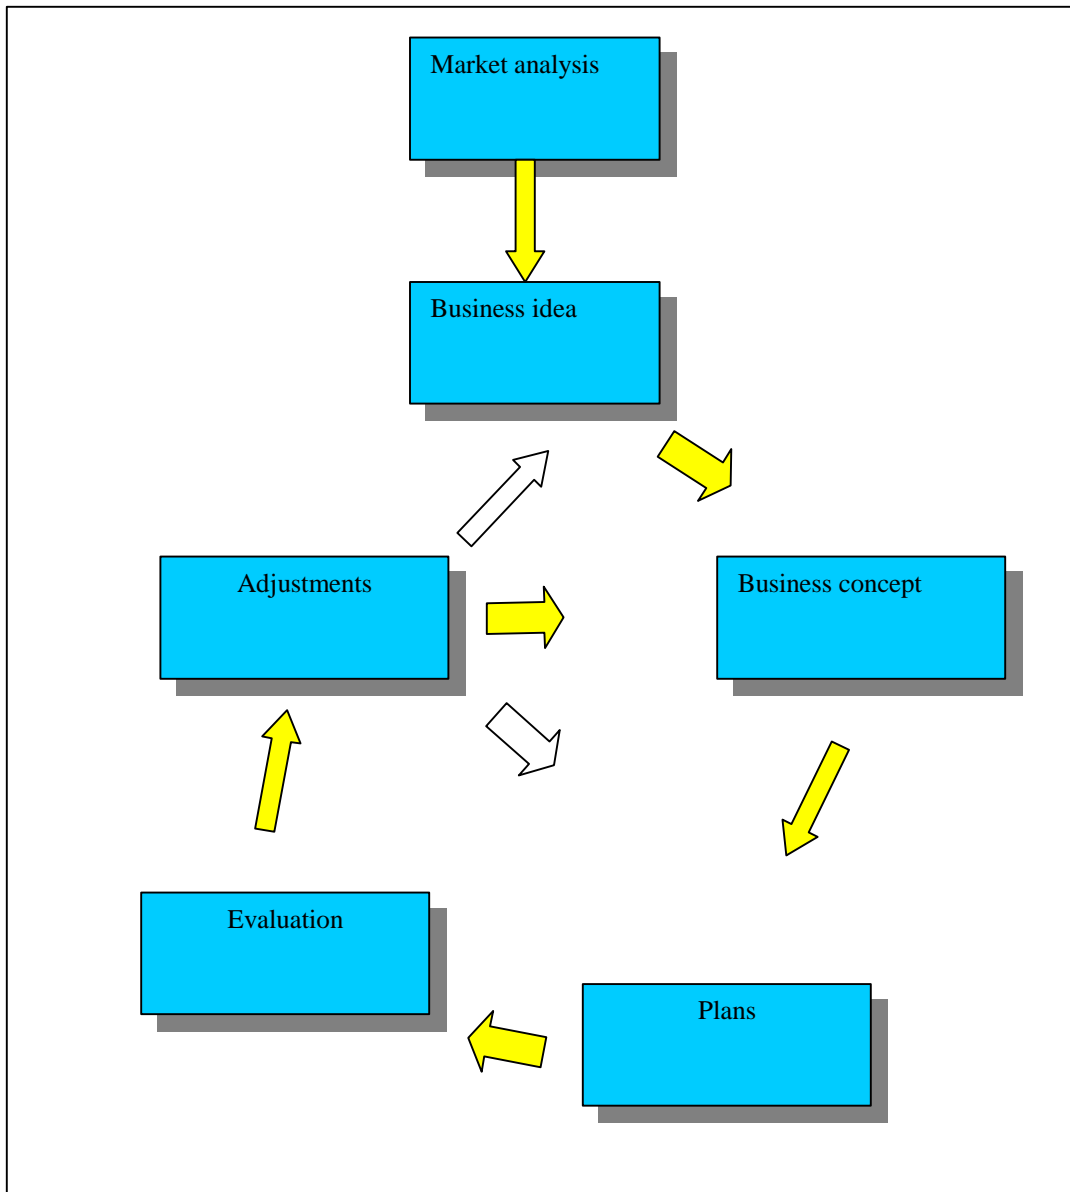 Market analysis
Business idea
Adjustments
Business concept
Evaluation
Plans